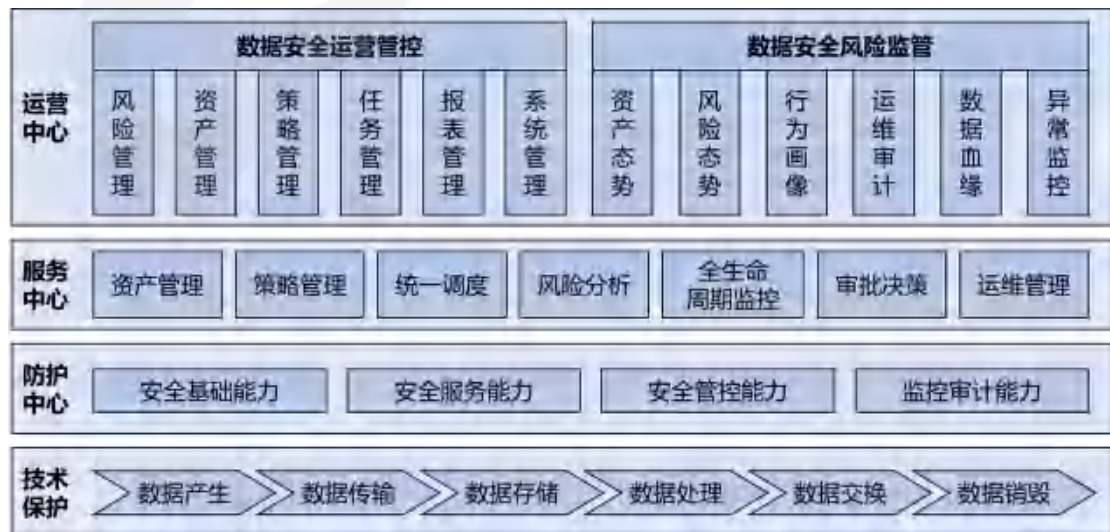 运营
中心
数据安全运营管控
风险管理
资产管理
策略管理
任务管理
报表管理
系统管理
数据安全风险监管
资产态势
风险态势
行为画像
运维审计
数据血缘
异常监控
服务
中心
资产管理
策略管理
统一调度
风险分析
全生命
周期监控
审批决策
运维管理
防护
中心
安全基础能力
安全服务能力
安全管控能力
监控审计能力
技术
保护
数据产生
数据传输
数据存储
数据处理
数据交换
数据销毁